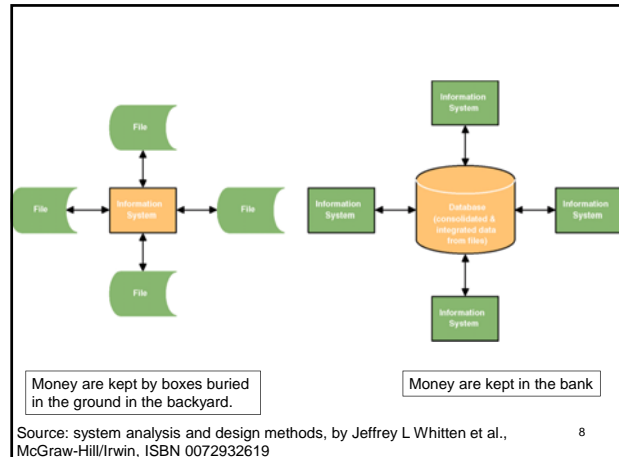 File
File
Information
System
File
File
Information
System
Information
System
Database
(consolidated &
integrated data
from files)
Information
System
Information
System
Money are kept by boxes buried
in the ground in the backyard.
Money are kept in the bank
Source: system analysis and design methods, by Jeffrey L Whitten et al.,
McGraw-Hill/Irwin, ISBN 0072932619
8